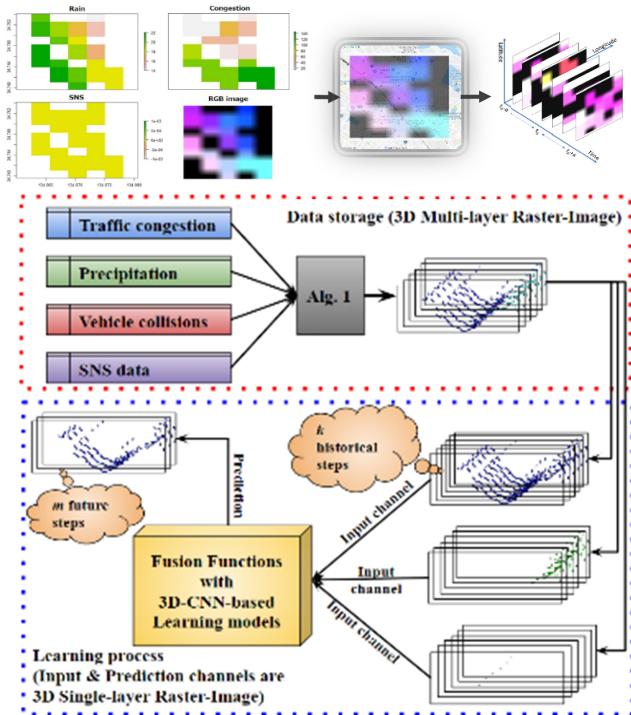 Rain
Congestion
SNS
RGB image
Latitude
Longitude
Time
Data storage (3D Multi-layer Raster-Image)
Traffic congestion
Precipitation
Vehicle collisions
SNS data
Alg. 1
k
historical
steps
m future
steps
Prediction
Input channel
Input
channel
Input channel
Fusion Functions
with
3D-CNN-based
Learning models
Learning process
(Input & Prediction channels are
3D Single-layer Raster-Image)